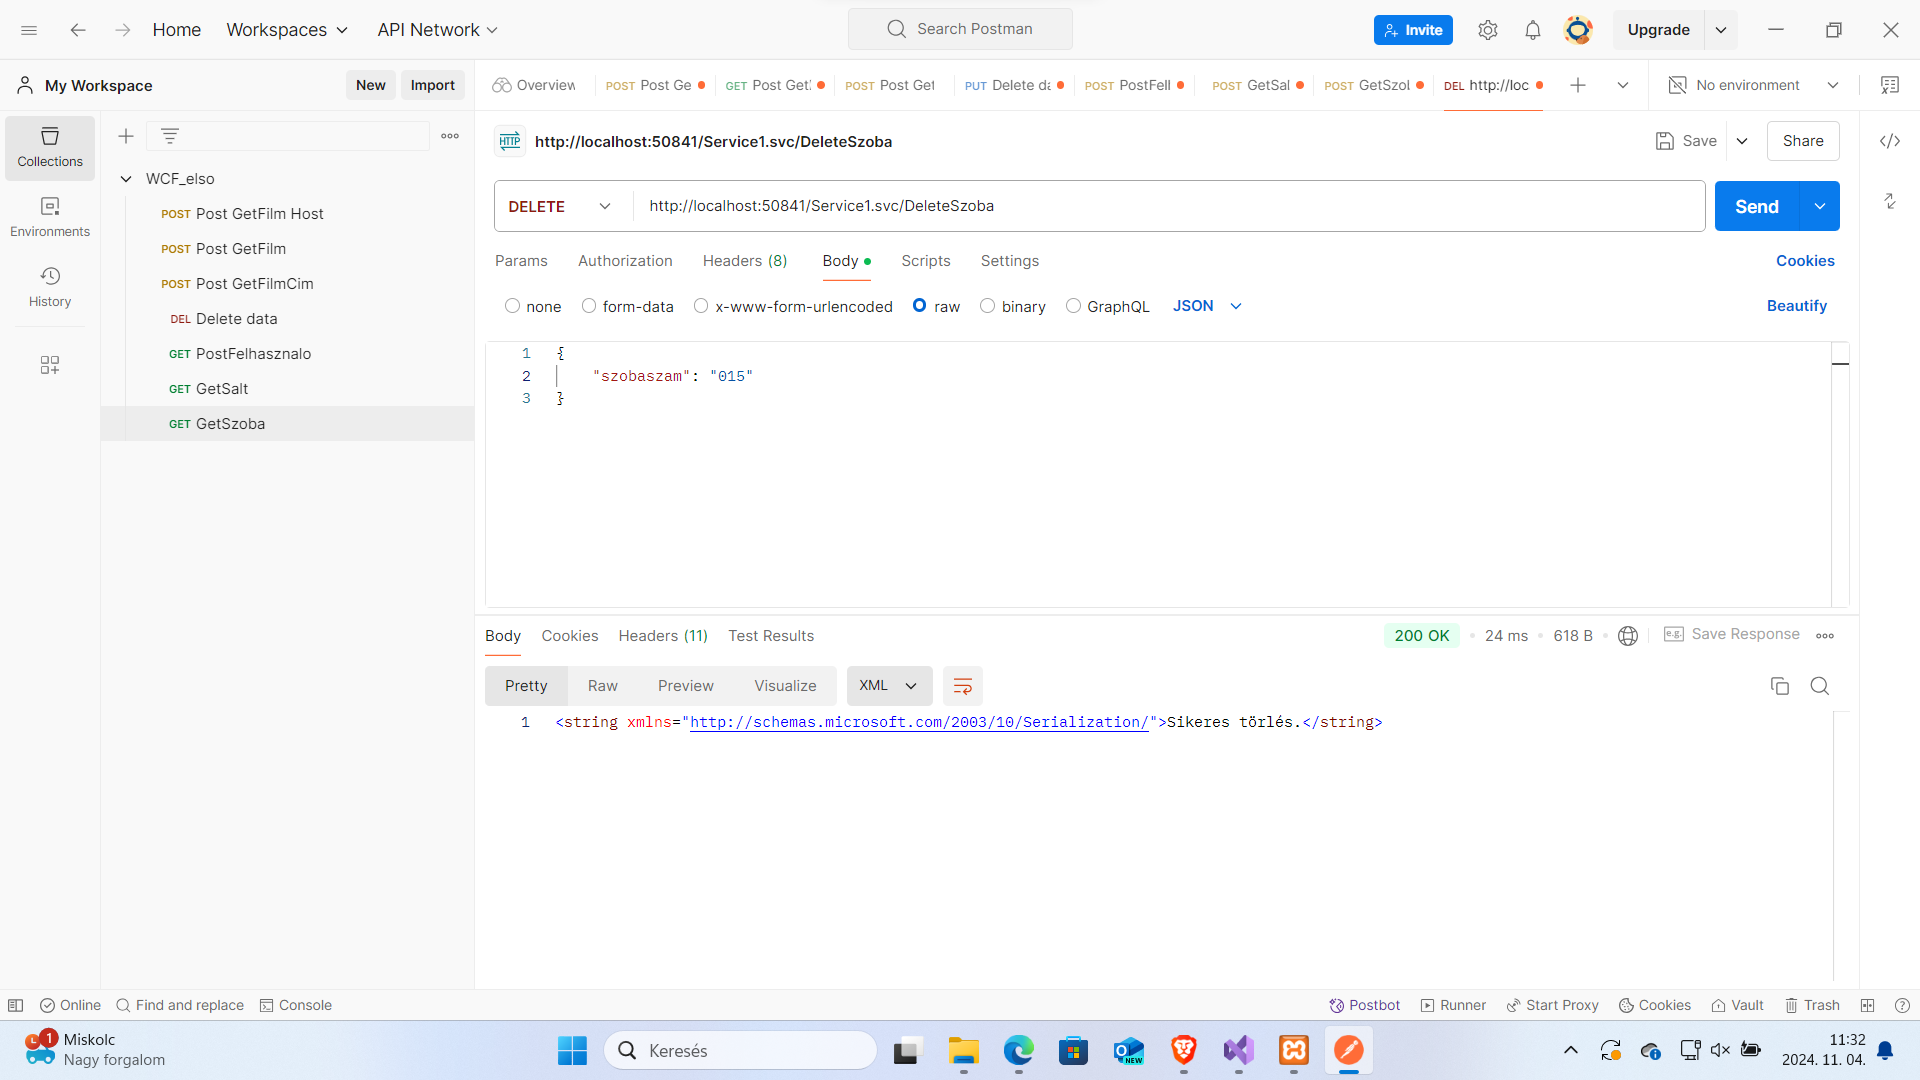 Home
Workspaces
API Network
Search Postman
Invite
Upgrade
My Workspace
New
Import
Overview
POST Post Ge
GET Post Get
POST Post Get
PUT Delete da
POST PostFell
POST GetSal
POST GetSzol
DEL http://loc
No environment
Collections
Environments
History
WCF_elso
POST Post GetFilm Host
POST Post GetFilm
POST Post GetFilmCim
DEL Delete data
GET PostFelhasznalo
GET GetSalt
GET GetSzoba
HTTP http://localhost:50841/Service1.svc/DeleteSzoba
Save
Share
DELETE
http://localhost:50841/Service1.svc/DeleteSzoba
Send
Params
Authorization
Headers (8)
Body
Scripts
Settings
Cookies
none
form-data
x-www-form-urlencoded
raw
binary
GraphQL
JSON
Beautify
1 {
2 "szobaszam": "015"
3 }
Body
Cookies
Headers (11)
Test Results
200 OK
24 ms
618 B
e.g. Save Response
Pretty
Raw
Preview
Visualize
XML
1 <string xmlns="http://schemas.microsoft.com/2003/10/Serialization/">Sikeres törlés.</string>
Online
Find and replace
Console
Postbot
Runner
Start Proxy
Cookies
Vault
Trash
1
Miskolc
Nagy forgalom
Keresés
NEW
11:32
2024. 11. 04.